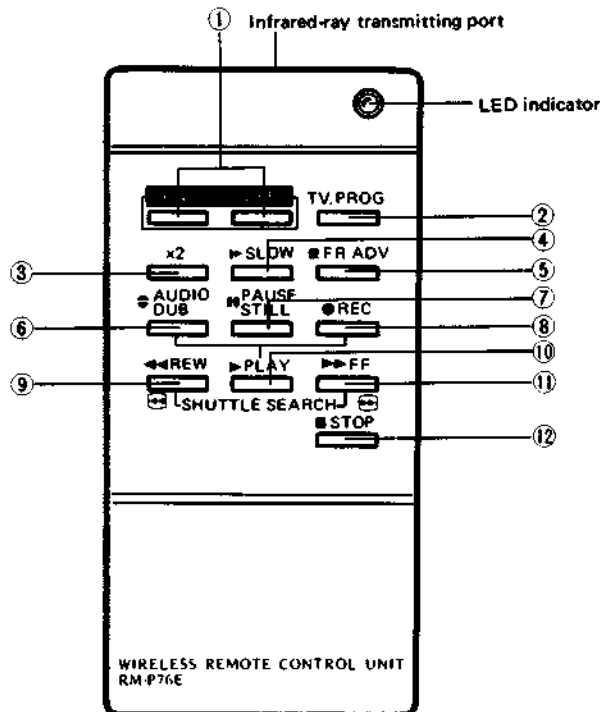 ① Infrared-ray transmitting port
LED indicator
TV. PROG
②
④
③ x2 ▶SLOW ■FR ADV ⑤
⑦
⑥ AUDIO DUB
▮▮PAUSE STILL
●REC ⑧
⑩
⑨ ◀◀REW ▶PLAY ▶▶FF ⑪
SHUTTLE SEARCH
■STOP
⑫
WIRELESS REMOTE CONTROL UNIT
RM-P76E